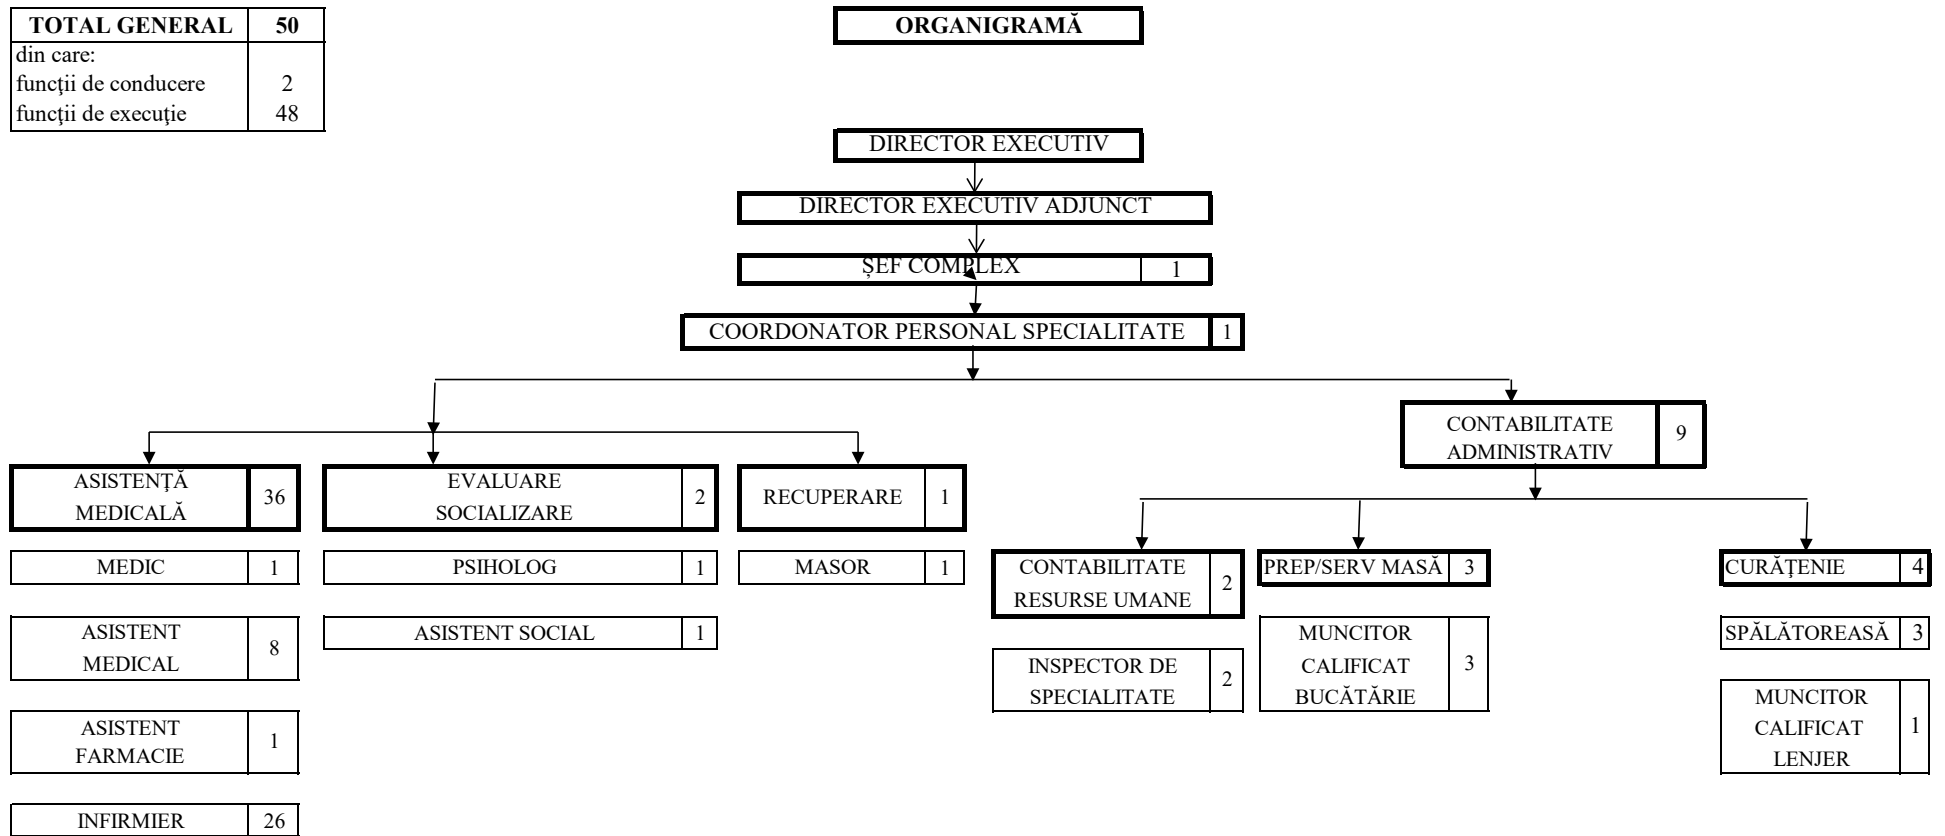 TOTAL GENERAL 50
din care:
funcţii de conducere 2
funcţii de execuţie 48
ORGANIGRAMĂ
DIRECTOR EXECUTIV
DIRECTOR EXECUTIV ADJUNCT
ȘEF COMPLEX 1
COORDONATOR PERSONAL SPECIALITATE 1
CONTABILITATE
ADMINISTRATIV
9
ASISTENŢĂ
MEDICALĂ
36
EVALUARE
SOCIALIZARE
2
RECUPERARE 1
MEDIC 1
PSIHOLOG 1
MASOR 1
CONTABILITATE
RESURSE UMANE
2
PREP/SERV MASĂ 3
CURĂŢENIE 4
ASISTENT
MEDICAL
8
ASISTENT SOCIAL 1
INSPECTOR DE
SPECIALITATE
2
MUNCITOR
CALIFICAT
BUCĂTĂRIE
3
SPĂLĂTOREASĂ 3
MUNCITOR
CALIFICAT
LENJER
1
ASISTENT
FARMACIE
1
INFIRMIER 26